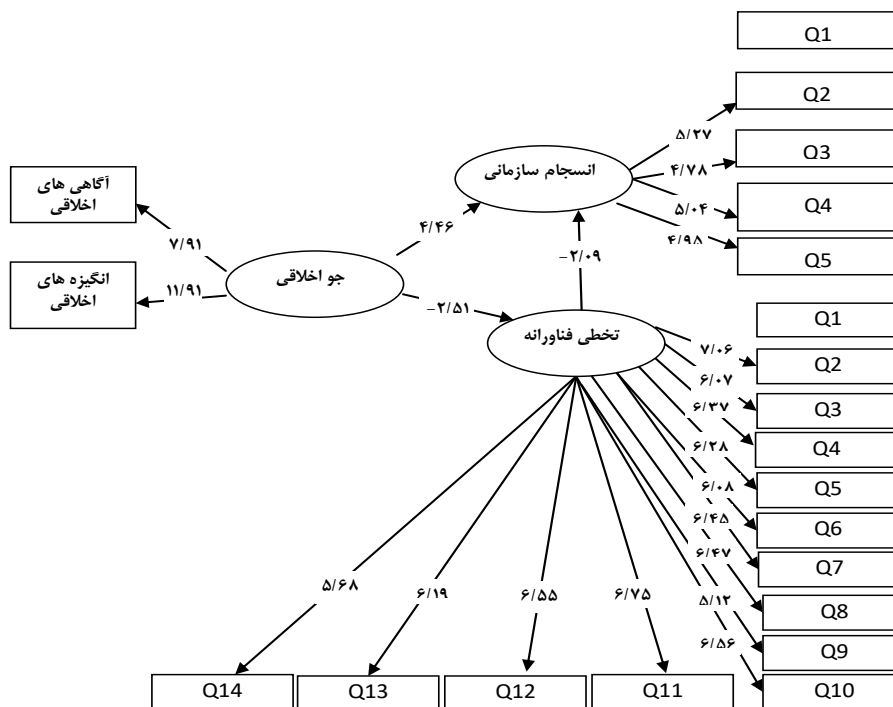 Q1
Q2
۵/۲۷
Q3
انسجام سازمانی
۴/۷۸
آگاهی های
اخلاقی
Q4
۵/۰۴
۴/۴۶
۷/۹۱
۴/۹۵
Q5
-۲/۰۹
جو اخلاقی
انگیزه های
اخلاقی
۱۱/۹۱
-۲/۵۱
Q1
تخطی فناورانه
۷/۰۶
Q2
۶/۰۷
Q3
۶/۳۷
Q4
۶/۲۸
Q5
۶/۰۸
Q6
۶/۴۵
Q7
۶/۴۷
Q8
۵/۱۲
Q9
۶/۵۶
Q10
۵/۶۸
۶/۱۹
۶/۵۵
۶/۷۵
Q14
Q13
Q12
Q11